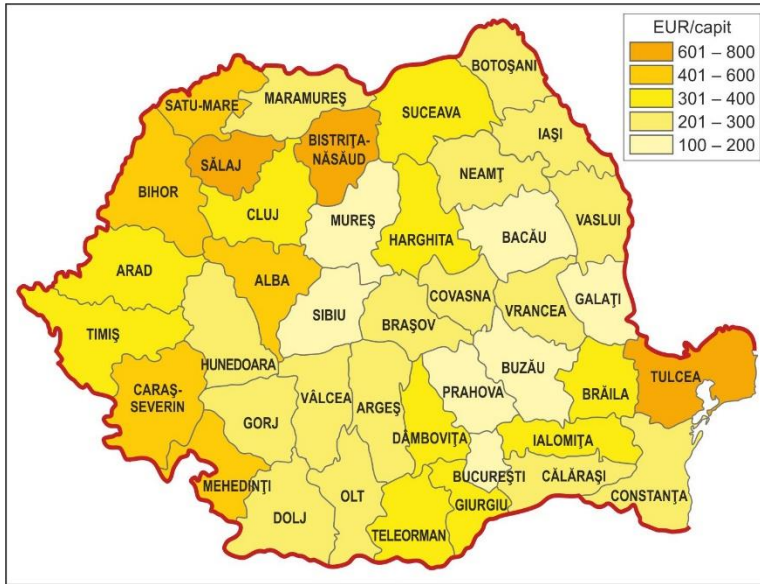 EUR/capit
601 – 800
401 – 600
301 – 400
201 – 300
100 – 200
BOTOŞANI
SATU-MARE
MARAMUREŞ
SUCEAVA
IAŞI
SĂLAJ
BISTRIŢA-
NĂSĂUD
NEAMŢ
BIHOR
CLUJ
MUREŞ
HARGHITA
BACĂU
VASLUI
ARAD
ALBA
SIBIU
BRAŞOV
COVASNA
VRANCEA
GALAŢI
TIMIŞ
HUNEDOARA
CARAŞ-
SEVERIN
GORJ
VÂLCEA
ARGEŞ
PRAHOVA
BUZĂU
BRĂILA
TULCEA
DÂMBOVIŢA
IALOMIŢA
MEHEDINŢI
BUCUREŞTI
CĂLĂRAŞI
CONSTANŢA
DOLJ
OLT
TELEORMAN
GIURGIU